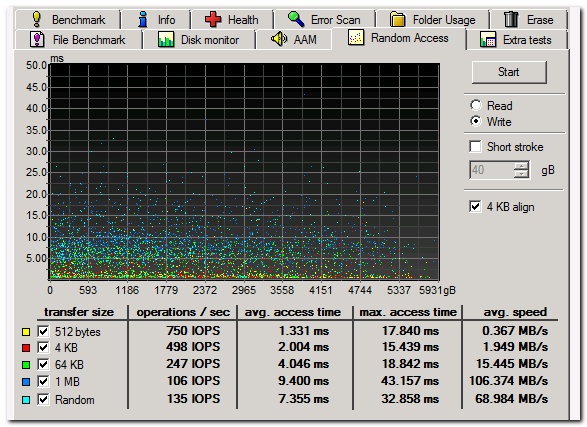 Benchmark Info Health Error Scan Folder Usage Erase
File Benchmark Disk monitor AAM Random Access Extra tests
ms
50.0
45.0
40.0
35.0
30.0
25.0
20.0
15.0
10.0
5.00
0 593 1186 1779 2372 2965 3558 4151 4744 5337 5931gB
Start
Read
Write
Short stroke
40 gB
4 KB align
transfer size operations / sec avg. access time max. access time avg. speed
512 bytes 750 IOPS 1.331 ms 17.840 ms 0.367 MB/s
4 KB 498 IOPS 2.004 ms 15.439 ms 1.949 MB/s
64 KB 247 IOPS 4.046 ms 18.842 ms 15.445 MB/s
1 MB 106 IOPS 9.400 ms 43.157 ms 106.374 MB/s
Random 135 IOPS 7.355 ms 32.858 ms 68.984 MB/s